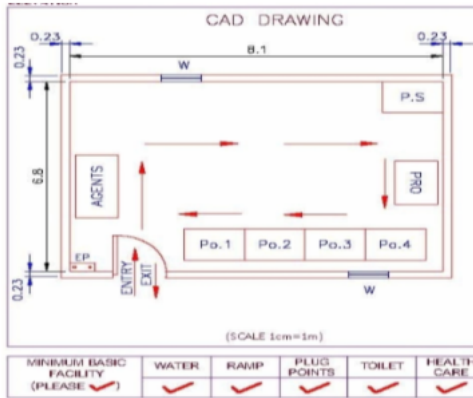 CAD DRAWING
0.23
8.1
0.23
0.23
W
P.S
6.8
AGENTS
PRO
Po.1
Po.2
Po.3
Po.4
EP
ENTRY
EXIT
0.23
W
(SCALE 1cm=1m)
MINIMUM BASIC
FACILITY
(PLEASE ✓)
WATER
RAMP
PLUG
POINTS
TOILET
HEALTH
CARE